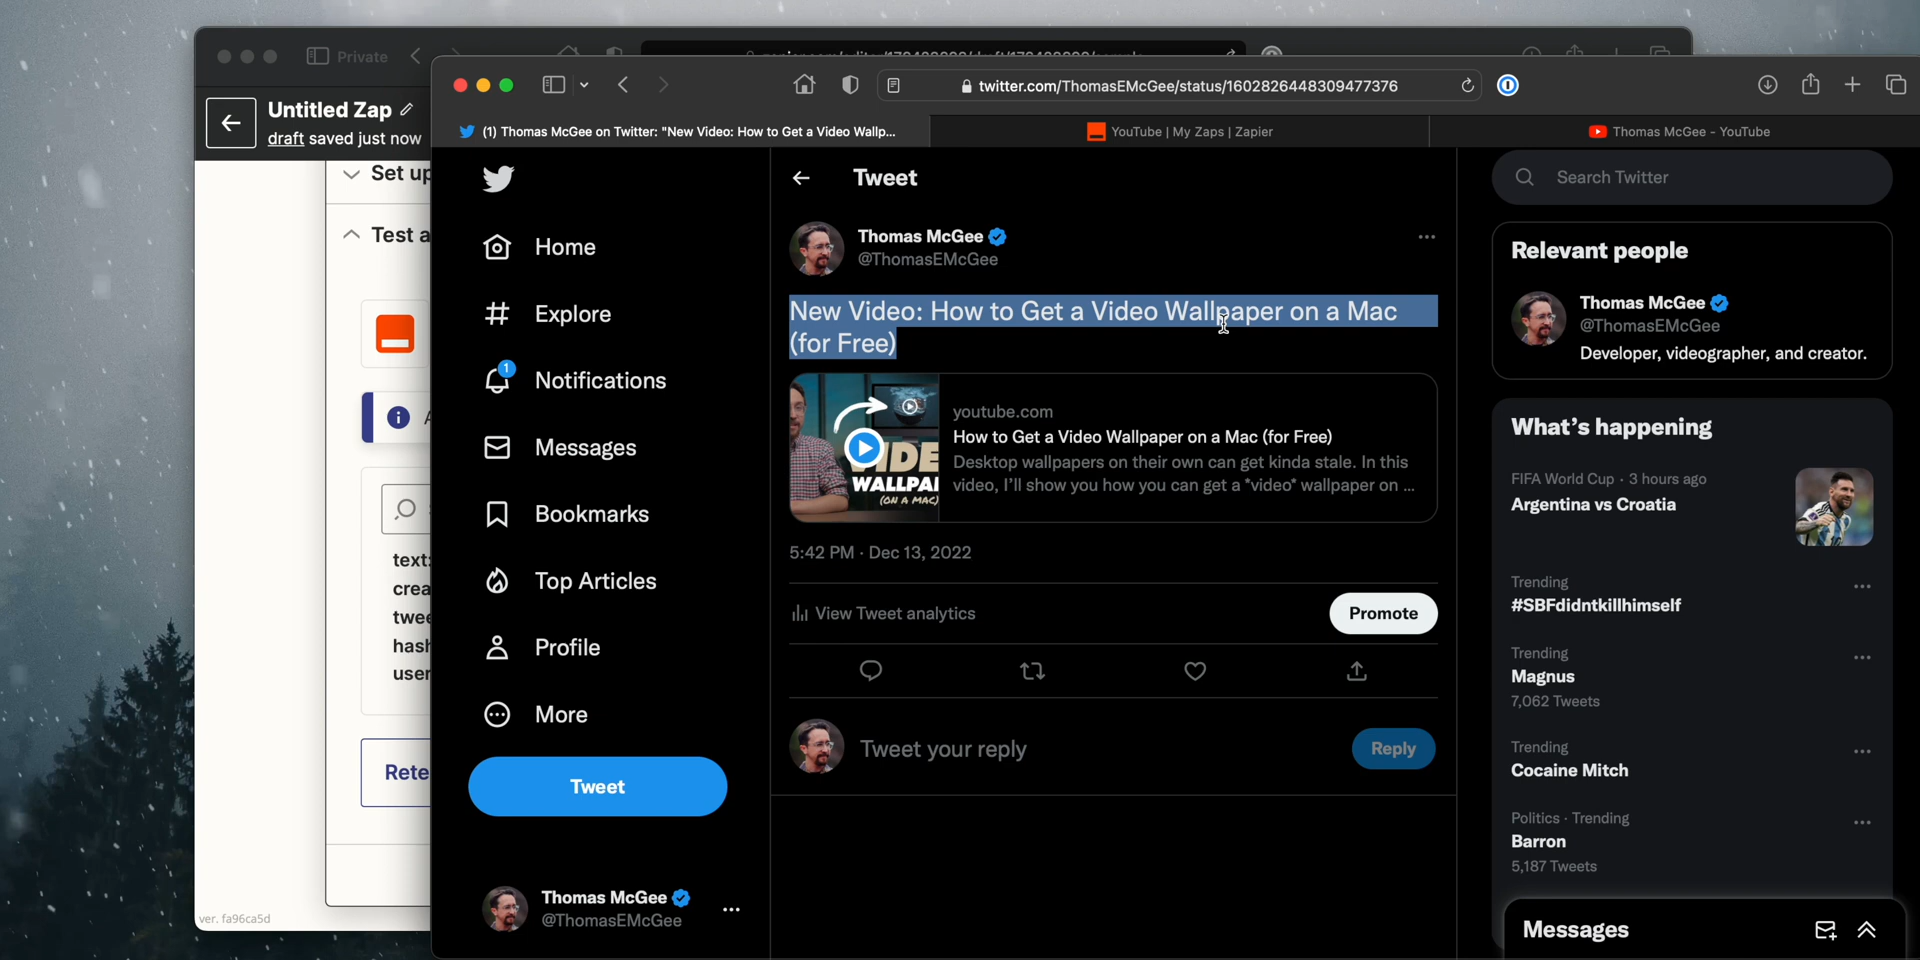 Private
Untitled Zap
draft saved just now
Set up
Test a
text:
crea
twee
hash
user
Rete
ver. fa96ca5d
twitter.com/ThomasEMcGee/status/1602826448309477376
(1) Thomas McGee on Twitter: "New Video: How to Get a Video Wallp...
YouTube | My Zaps | Zapier
Thomas McGee - YouTube
Home
Explore
1
Notifications
Messages
Bookmarks
Top Articles
Profile
More
Tweet
Thomas McGee
@ThomasEMcGee
Tweet
Thomas McGee
@ThomasEMcGee
New Video: How to Get a Video Wallpaper on a Mac
(for Free)
VIDE
WALLPAP
(ON A MAC)
youtube.com
How to Get a Video Wallpaper on a Mac (for Free)
Desktop wallpapers on their own can get kinda stale. In this
video, I'll show you how you can get a *video* wallpaper on ...
5:42 PM · Dec 13, 2022
View Tweet analytics
Promote
Tweet your reply
Reply
Search Twitter
Relevant people
Thomas McGee
@ThomasEMcGee
Developer, videographer, and creator.
What's happening
FIFA World Cup · 3 hours ago
Argentina vs Croatia
Trending
#SBFdidntkillhimself
Trending
Magnus
7,062 Tweets
Trending
Cocaine Mitch
Politics · Trending
Barron
5,187 Tweets
Messages